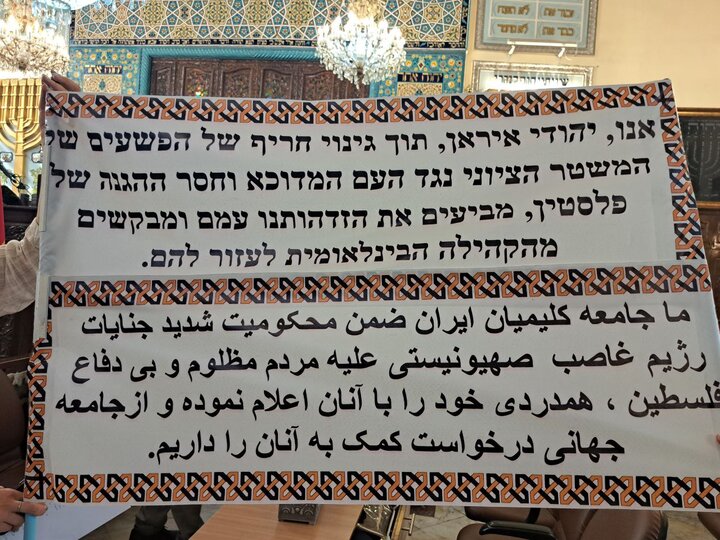 אנו, יהודי איראן, תוך גינוי חריף של הפשעים של
המשטר הציוני נגד העם המדוכא וחסר ההגנה של
פלסטין, מביעים את הזדהותנו עמם ומבקשים
מהקהילה הבינלאומית לעזור להם.
ما جامعه کلیمیان ایران ضمن محکومیت شدید جنایات
رژیم غاصب صهیونیستی علیه مردم مظلوم و بی دفاع
فلسطین ، همدردی خود را با آنان اعلام نموده و ازجامعه
جهانی درخواست کمک به آنان را داریم.